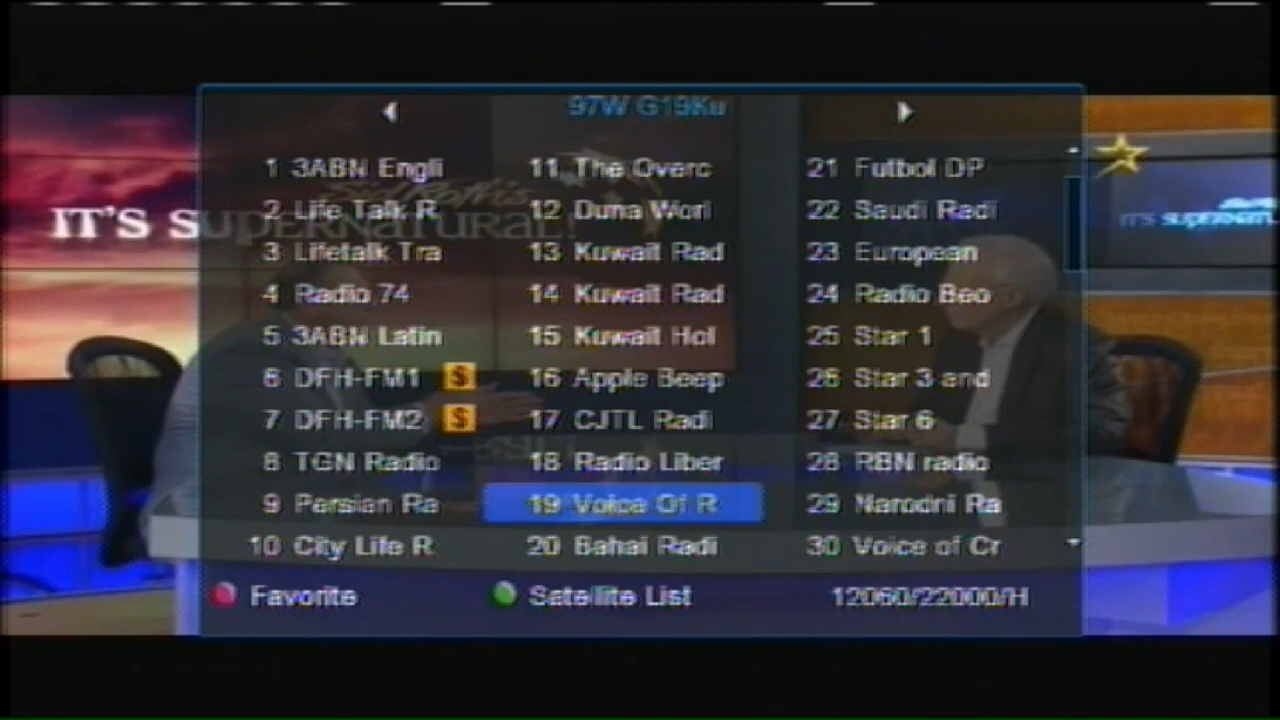 97W G19Ku
1 3ABN Engli
2 Life Talk R
3 Lifetalk Tra
4 Radio 74
5 3ABN Latin
6 DFH-FM1 $
7 DFH-FM2 $
8 TGN Radio
9 Persian Ra
10 City Life R
11 The Overc
12 Duna Worl
13 Kuwait Rad
14 Kuwait Rad
15 Kuwait Hol
16 Apple Beep
17 CJTL Radi
18 Radio Liber
19 Voice Of R
20 Bahai Radi
21 Futbol DP
22 Saudi Radi
23 European
24 Radio Beo
25 Star 1
26 Star 3 and
27 Star 6
28 RBN radio
29 Narodni Ra
30 Voice of Cr
Favorite
Satellite List
12060/22000/H
Sid Roth's
IT'S SUPERNATURAL!
IT'S SUPERNATU